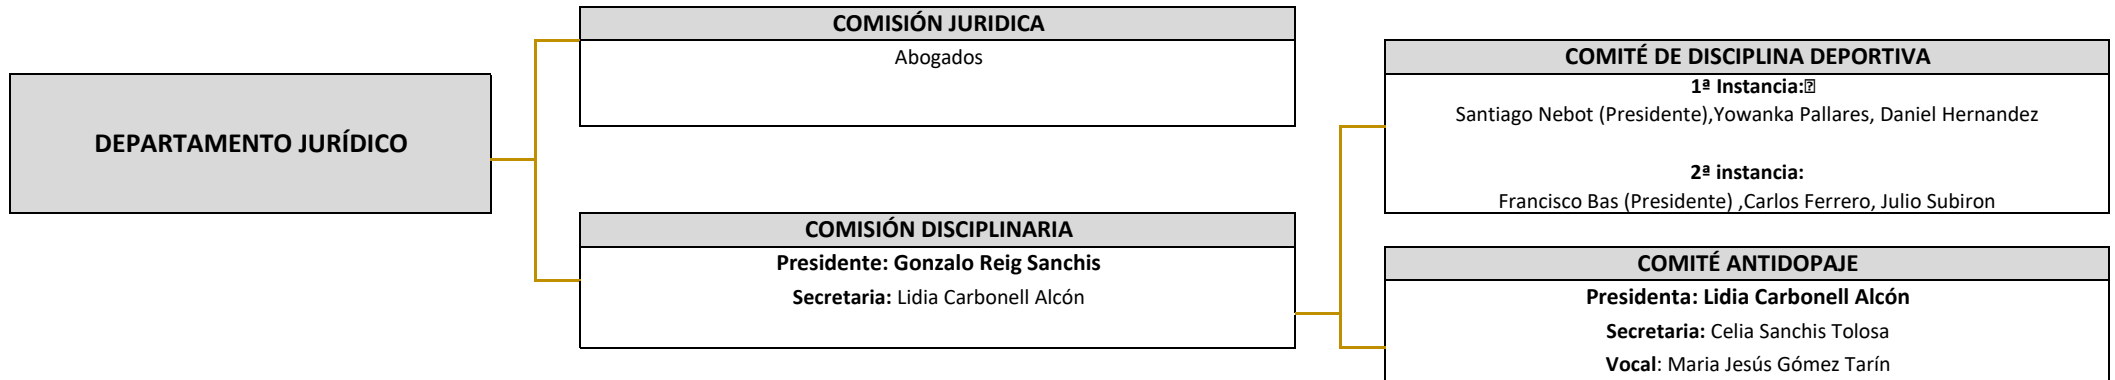 DEPARTAMENTO JURÍDICO
COMISIÓN JURIDICA
Abogados
COMISIÓN DISCIPLINARIA
Presidente: Gonzalo Reig Sanchis
Secretaria: Lidia Carbonell Alcón
COMITÉ DE DISCIPLINA DEPORTIVA
1ª Instancia:⍰
Santiago Nebot (Presidente),Yowanka Pallares, Daniel Hernandez
2ª instancia:
Francisco Bas (Presidente) ,Carlos Ferrero, Julio Subiron
COMITÉ ANTIDOPAJE
Presidenta: Lidia Carbonell Alcón
Secretaria: Celia Sanchis Tolosa
Vocal: Maria Jesús Gómez Tarín